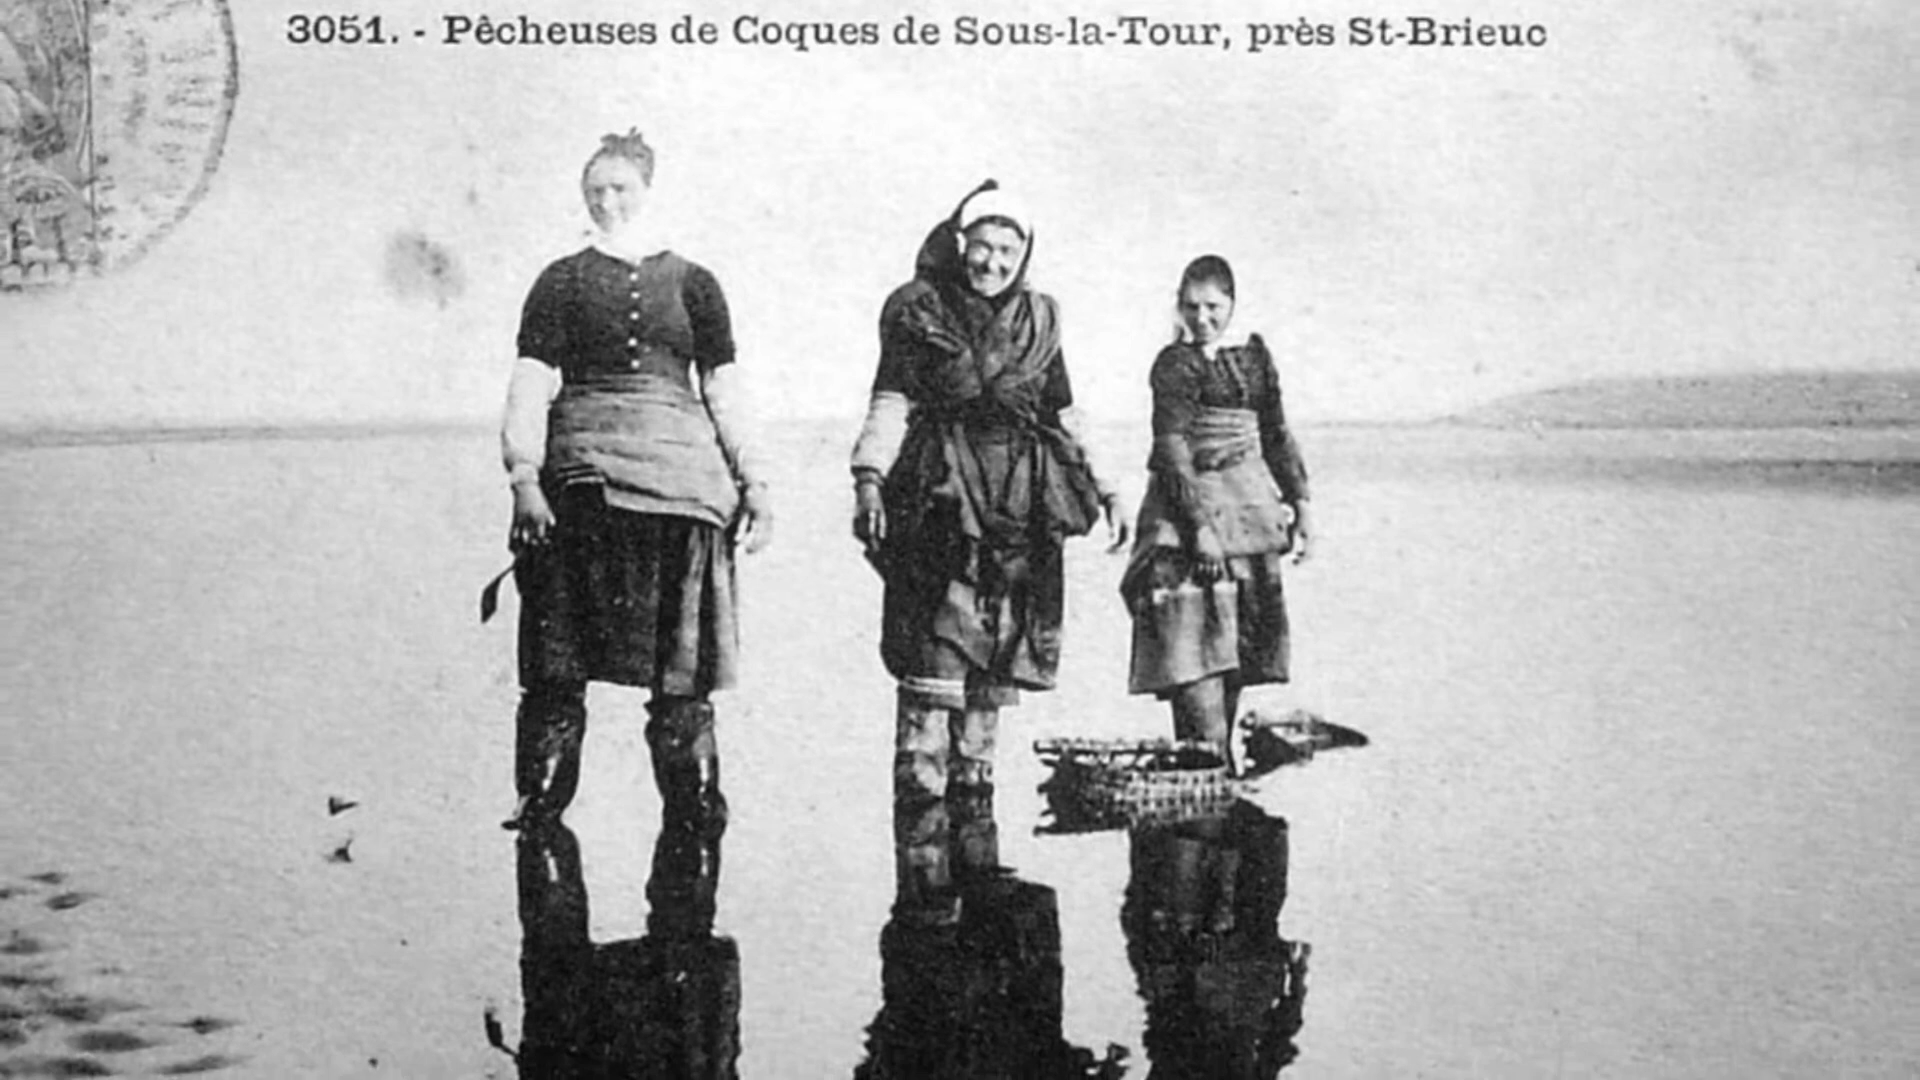 3051. - Pêcheuses de Coques de Sous-la-Tour, près St-Brieuc